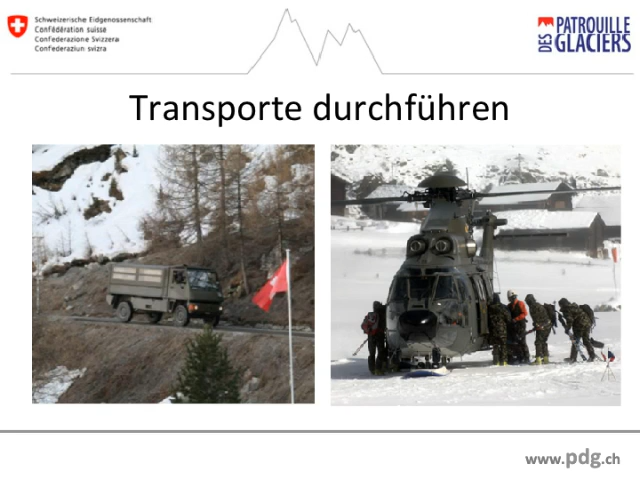 Schweizerische Eidgenossenschaft
Confédération suisse
Confederazione Svizzera
Confederaziun svizra
PATROUILLE
DES GLACIERS
Transporte durchführen
www.pdg.ch